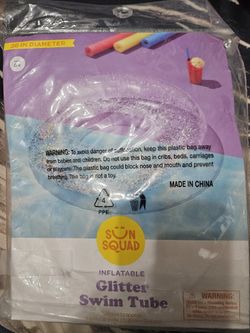 36 IN DIAMETER
WARNING: To avoid danger of suffocation, keep this plastic bag away
from babies and children. Do not use this bag in cribs, beds, carriages
or playpens. The plastic bag could block nose and mouth and prevent
breathing. This bag is not a toy.
MADE IN CHINA
4
PPE
SUN
SQUAD
INFLATABLE
Glitter
Swim Tube
WARNING: